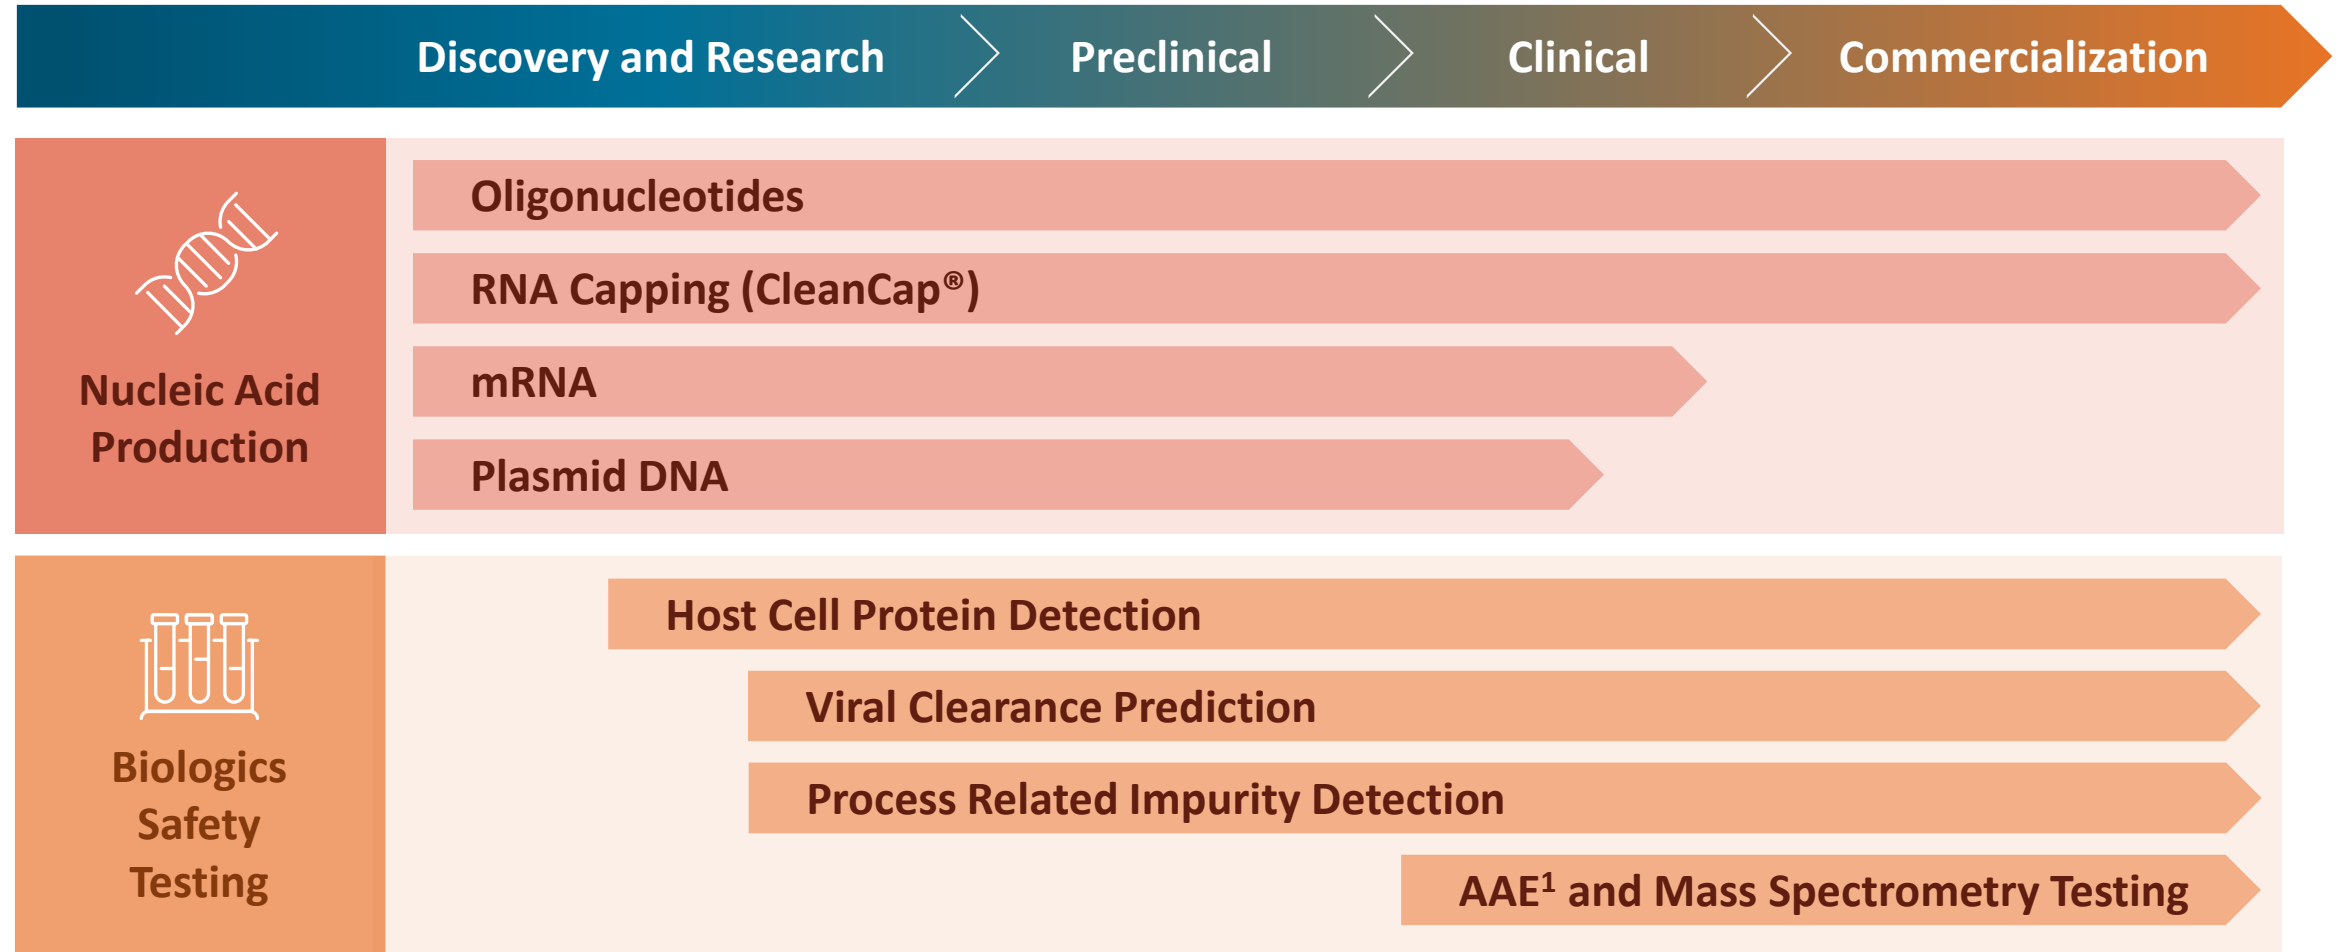 Discovery and Research
Preclinical
Clinical
Commercialization
Nucleic Acid
Production
Oligonucleotides
RNA Capping (CleanCap®)
mRNA
Plasmid DNA
Biologics
Safety
Testing
Host Cell Protein Detection
Viral Clearance Prediction
Process Related Impurity Detection
AAE¹ and Mass Spectrometry Testing